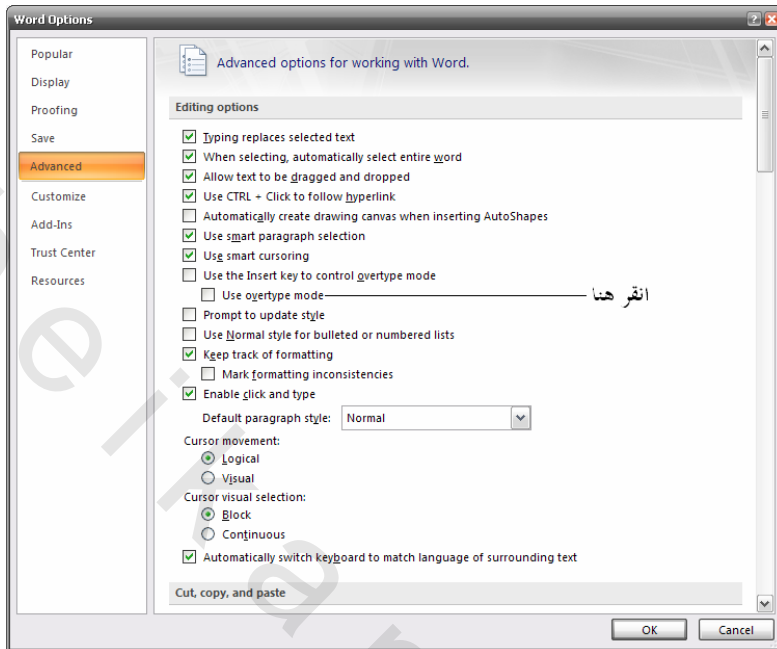 Word Options
Popular
Display
Proofing
Save
Advanced
Customize
Add-Ins
Trust Center
Resources
Advanced options for working with Word.
Editing options
Typing replaces selected text
When selecting, automatically select entire word
Allow text to be dragged and dropped
Use CTRL + Click to follow hyperlink
Automatically create drawing canvas when inserting AutoShapes
Use smart paragraph selection
Use smart cursoring
Use the Insert key to control overtype mode
Use overtype mode انقر هنا
Prompt to update style
Use Normal style for bulleted or numbered lists
Keep track of formatting
Mark formatting inconsistencies
Enable click and type
Default paragraph style: Normal
Cursor movement:
Logical
Visual
Cursor visual selection:
Block
Continuous
Automatically switch keyboard to match language of surrounding text
Cut, copy, and paste
OK Cancel